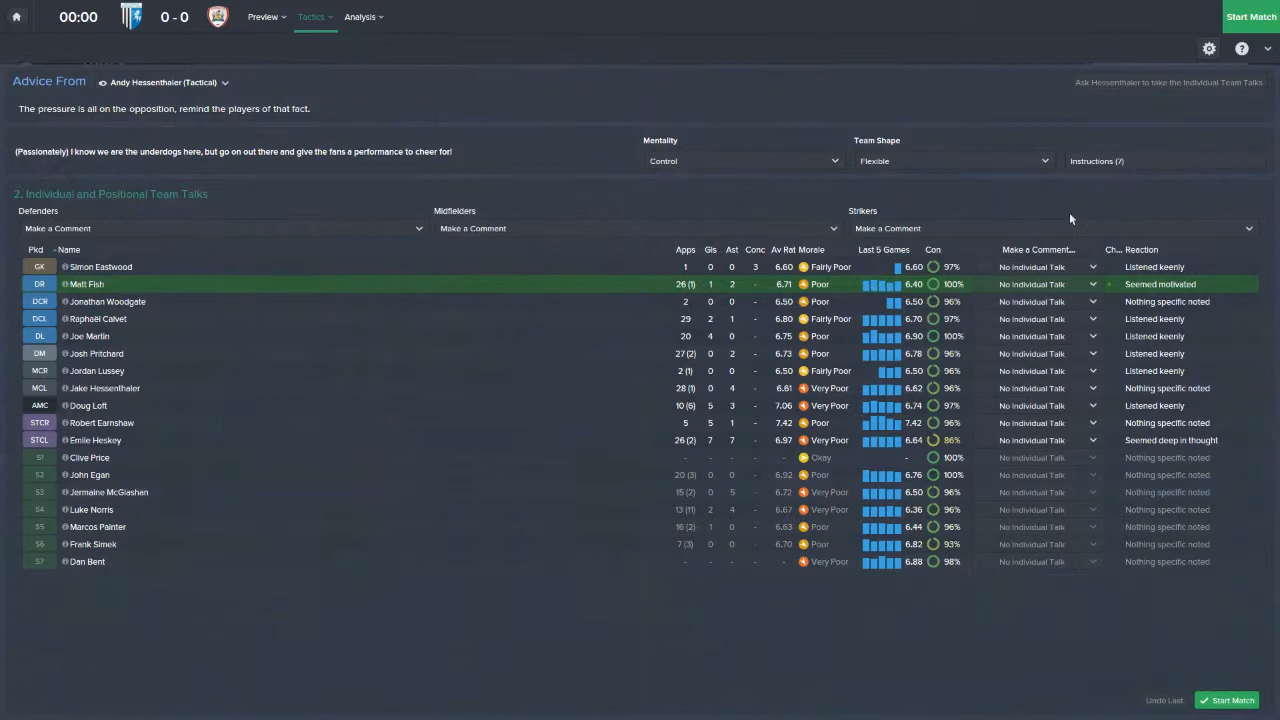 00:00 0 - 0 Preview Tactics Analysis Start Match
Advice From Andy Hessenthaler (Tactical) Ask Hessenthaler to take the Individual Team Talks
The pressure is all on the opposition, remind the players of that fact.
Mentality Team Shape
(Passionately) I know we are the underdogs here, but go on out there and give the fans a performance to cheer for!
Control Flexible Instructions (7)
2. Individual and Positional Team Talks
Defenders Midfielders Strikers
Make a Comment Make a Comment Make a Comment
Pkd Name Apps Gls Ast Conc Av Rat Morale Last 5 Games Con Make a Comment... Ch... Reaction
GK Simon Eastwood 1 0 0 3 6.60 Fairly Poor 6.60 97% No Individual Talk Listened keenly
DR Matt Fish 26 (1) 1 2 - 6.71 Poor 6.40 100% No Individual Talk Seemed motivated
DCR Jonathan Woodgate 2 0 0 - 6.50 Poor 6.50 96% No Individual Talk Nothing specific noted
DCL Raphaël Calvet 29 2 1 - 6.80 Fairly Poor 6.70 97% No Individual Talk Listened keenly
DL Joe Martin 20 4 0 - 6.75 Poor 6.90 100% No Individual Talk Listened keenly
DM Josh Pritchard 27 (2) 0 2 - 6.73 Poor 6.78 96% No Individual Talk Listened keenly
MCR Jordan Lussey 2 (1) 0 0 - 6.50 Fairly Poor 6.50 96% No Individual Talk Listened keenly
MCL Jake Hessenthaler 28 (1) 0 4 - 6.61 Very Poor 6.62 96% No Individual Talk Nothing specific noted
AMC Doug Loft 10 (6) 5 3 - 7.06 Very Poor 6.74 97% No Individual Talk Listened keenly
STCR Robert Earnshaw 5 5 1 - 7.42 Poor 7.42 96% No Individual Talk Nothing specific noted
STCL Emile Heskey 26 (2) 7 7 - 6.97 Very Poor 6.64 86% No Individual Talk Seemed deep in thought
S1 Clive Price - - - - - Okay - 100% No Individual Talk Nothing specific noted
S2 John Egan 20 (3) 0 0 - 6.92 Poor 6.76 100% No Individual Talk Nothing specific noted
S3 Jermaine McGlashan 15 (2) 0 5 - 6.72 Very Poor 6.50 96% No Individual Talk Nothing specific noted
S4 Luke Norris 13 (11) 2 4 - 6.67 Very Poor 6.36 96% No Individual Talk Nothing specific noted
S5 Marcos Painter 16 (2) 1 0 - 6.63 Poor 6.44 96% No Individual Talk Nothing specific noted
S6 Frank Simek 7 (3) 0 0 - 6.70 Poor 6.82 93% No Individual Talk Nothing specific noted
S7 Dan Bent - - - - - Very Poor 6.88 98% No Individual Talk Nothing specific noted
Undo Last Start Match